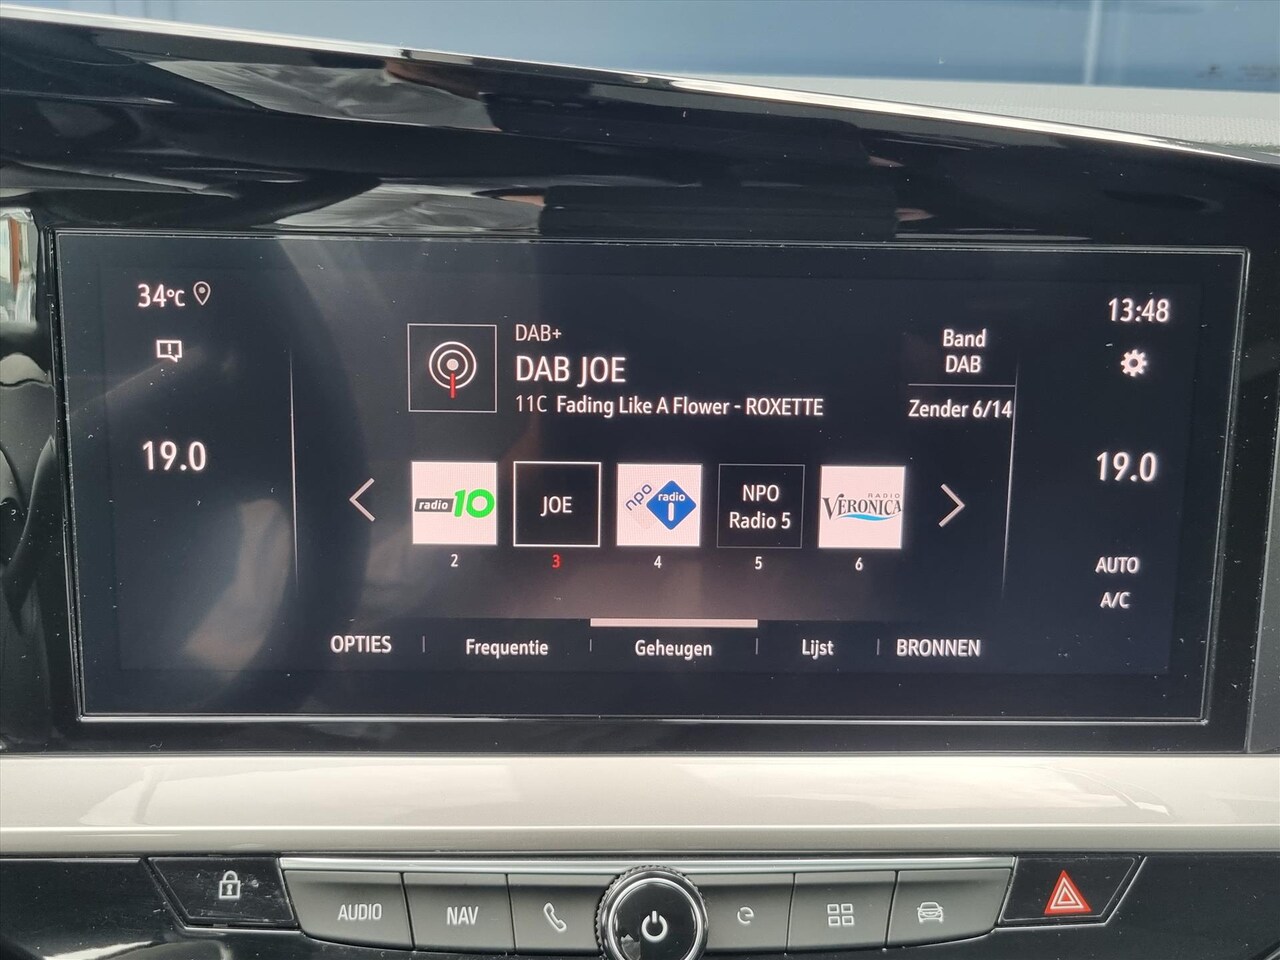 34°C
13:48
DAB+
DAB JOE
11C Fading Like A Flower - ROXETTE
Band
DAB
Zender 6/14
19.0
19.0
radio 10
JOE
npo radio 1
NPO
Radio 5
RADIO
VERONICA
2
3
4
5
6
AUTO
A/C
OPTIES
Frequentie
Geheugen
Lijst
BRONNEN
AUDIO
NAV